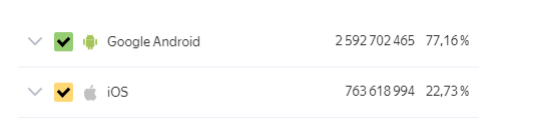 Google Android 2 592 702 465 77,16 %
iOS 763 618 994 22,73 %